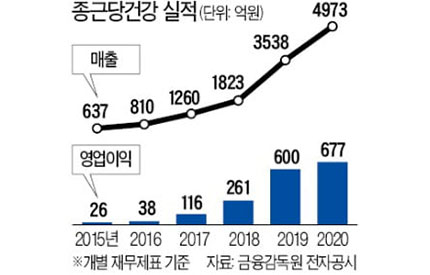 종근당건강 실적(단위: 억원)
매출
637 810 1260 1823 3538 4973
영업이익
26 38 116 261 600 677
2015년 2016 2017 2018 2019 2020
※개별 재무제표 기준 자료: 금융감독원 전자공시